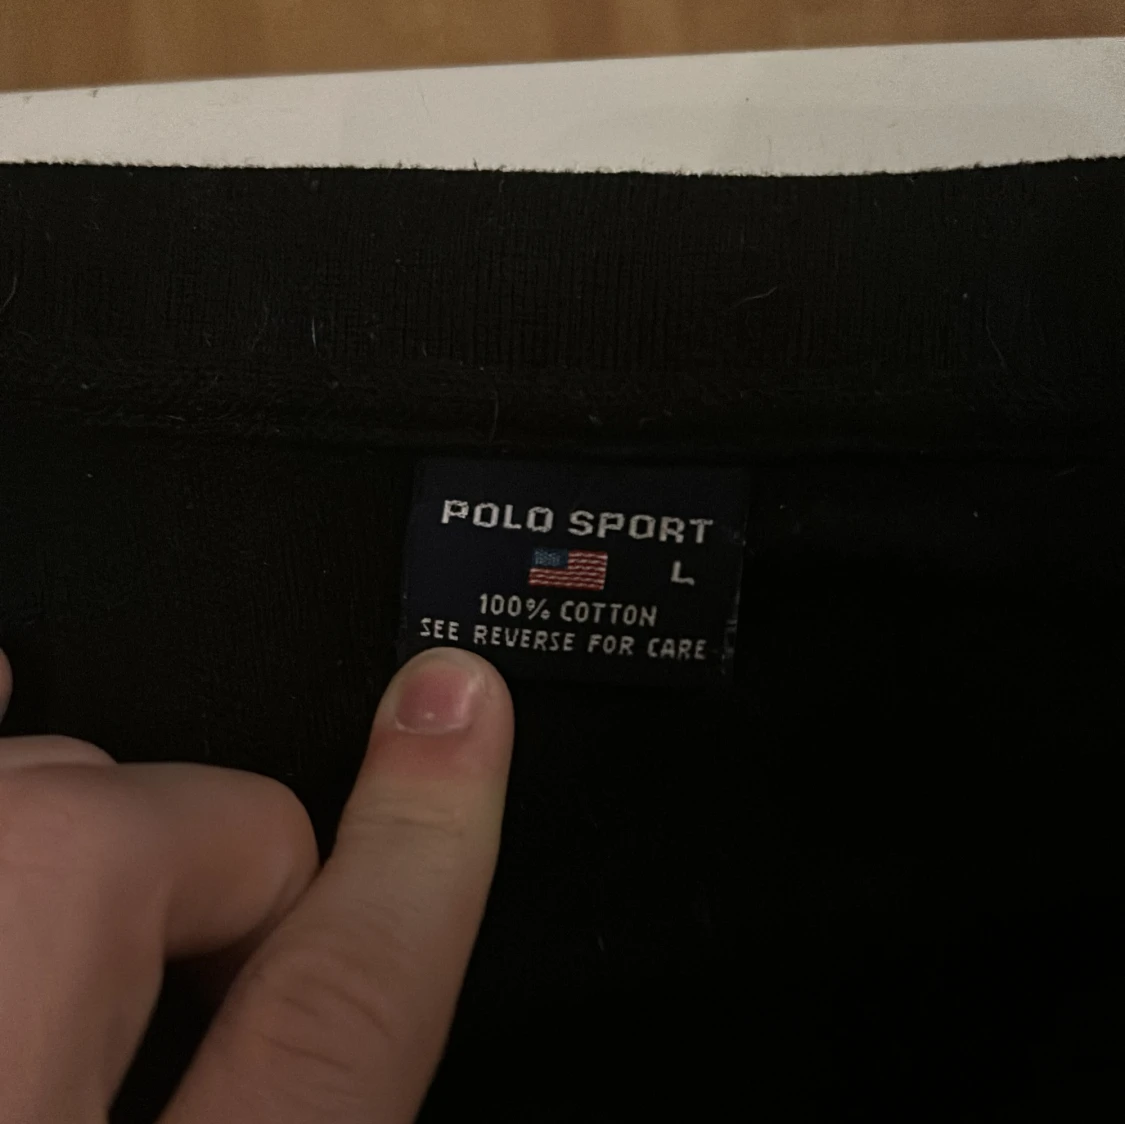 POLO SPORT
L
100% COTTON
SEE REVERSE FOR CARE